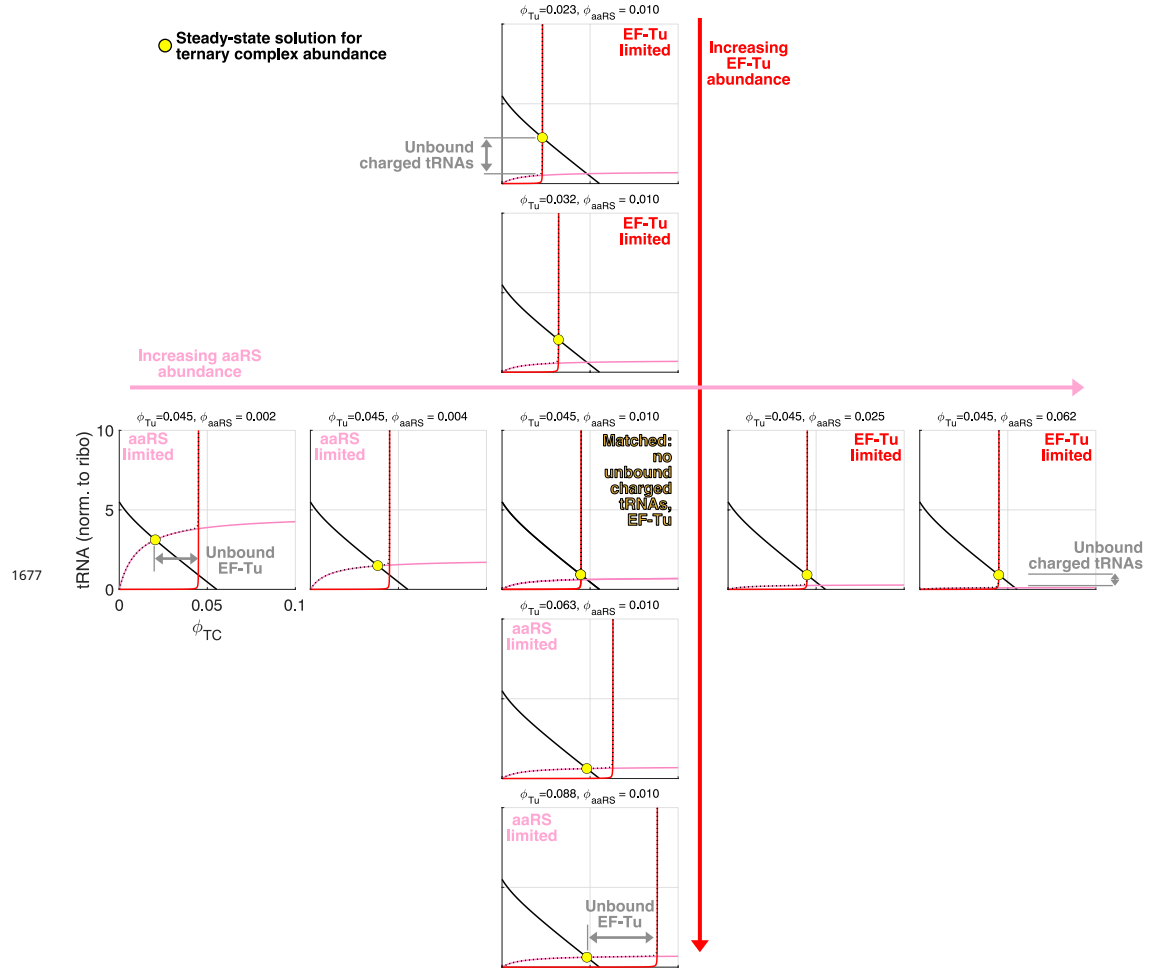 ϕTu=0.023, ϕaaRS=0.010
Steady-state solution for
ternary complex abundance
EF-Tu
limited
Increasing
EF-Tu
abundance
Unbound
charged tRNAs
ϕTu=0.032, ϕaaRS=0.010
EF-Tu
limited
Increasing aaRS
abundance
ϕTu=0.045, ϕaaRS = 0.002
ϕTu=0.045, ϕaaRS = 0.004
ϕTu=0.045, ϕaaRS = 0.010
ϕTu=0.045, ϕaaRS = 0.025
ϕTu=0.045, ϕaaRS = 0.062
10
5
0
tRNA (norm. to ribo)
aaRS
limited
Unbound
EF-Tu
0
0.05
0.1
ϕTC
aaRS
limited
Matched:
no
unbound
charged
tRNAs,
EF-Tu
EF-Tu
limited
EF-Tu
limited
Unbound
charged tRNAs
1677
ϕTu=0.063, ϕaaRS = 0.010
aaRS
limited
ϕTu=0.088, ϕaaRS = 0.010
aaRS
limited
Unbound
EF-Tu